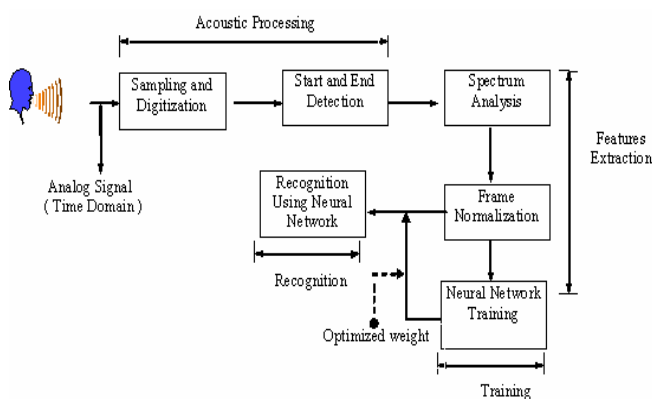 Acoustic Processing
Sampling and
Digitization
Start and End
Detection
Spectrum
Analysis
Features
Extraction
Analog Signal
( Time Domain )
Recognition
Using Neural
Network
Frame
Normalization
Recognition
Neural Network
Training
Optimized weight
Training